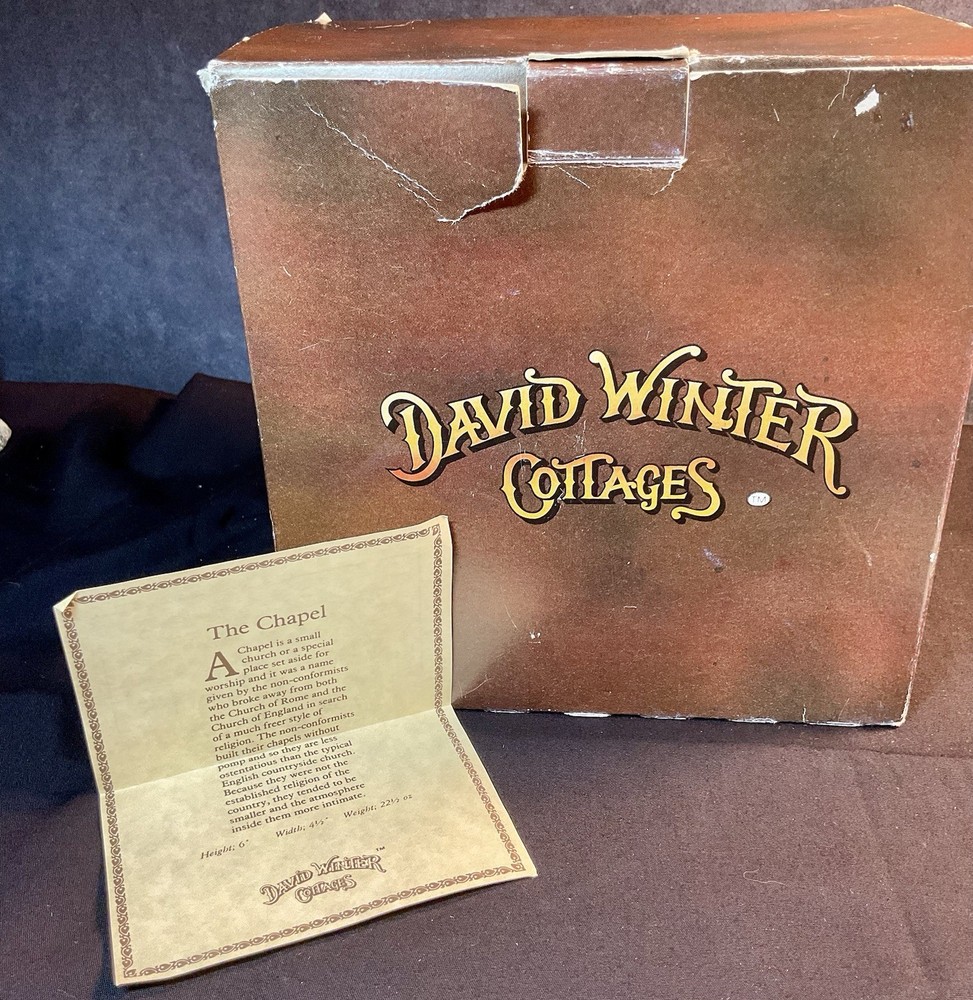 DAVID WINTER
COTTAGES TM
The Chapel
A Chapel is a small
church or a special
place set aside for
worship and it was a name
given by the non-conformists
who broke away from both
the Church of Rome and the
Church of England in search
of a much freer style of
religion. The non-conformists
built their chapels without
pomp and so they are less
ostentatious than the typical
English countryside church.
Because they were not the
established religion of the
country, they tended to be
smaller and the atmosphere
inside them more intimate.
Height; 6" Width; 4½" Weight; 22½ oz
DAVID WINTER™
COTTAGES